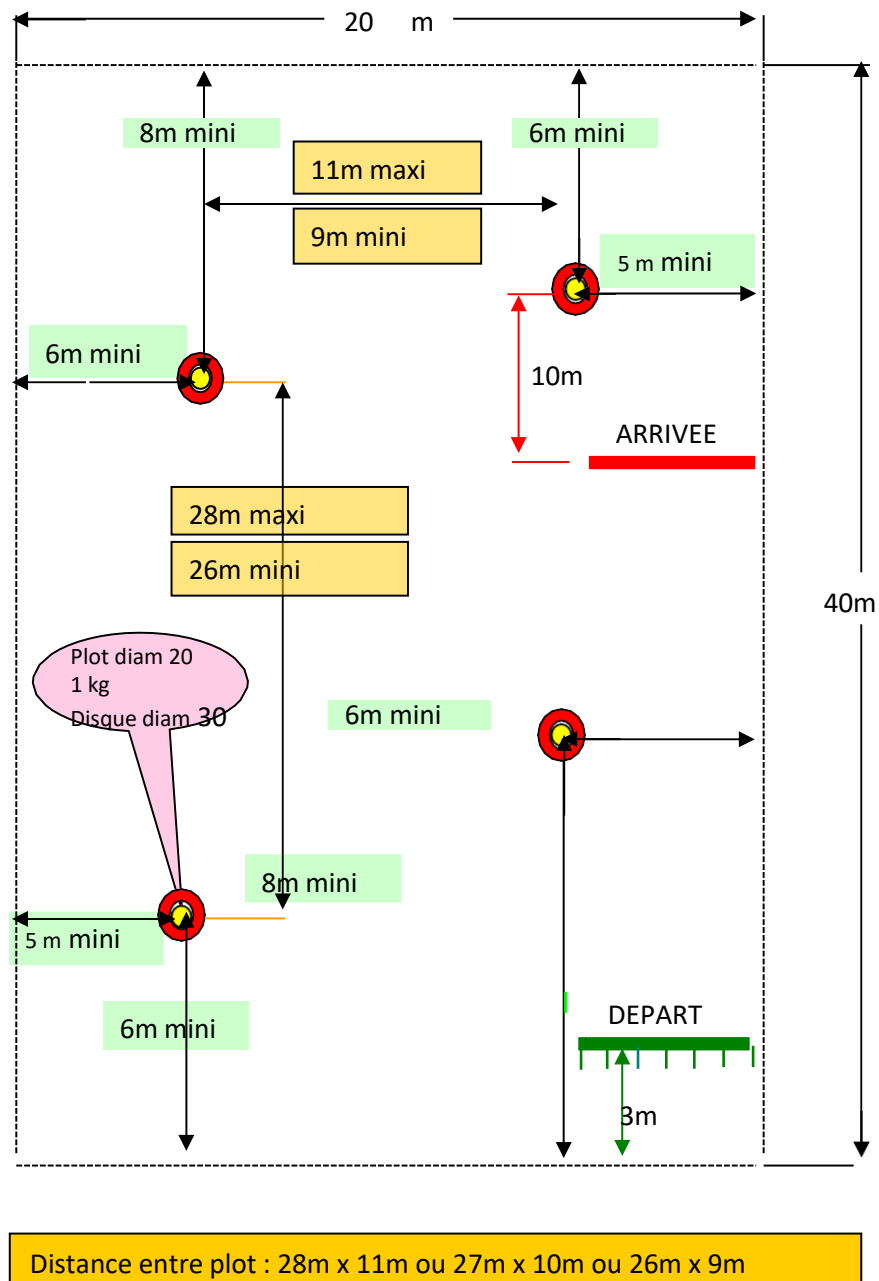 20 m
8m mini
6m mini
11m maxi
9m mini
5 m mini
6m mini
10m
ARRIVEE
28m maxi
26m mini
40m
Plot diam 20
1 kg
Disque diam 30
6m mini
8m mini
5 m mini
6m mini
DEPART
3m
Distance entre plot : 28m x 11m ou 27m x 10m ou 26m x 9m